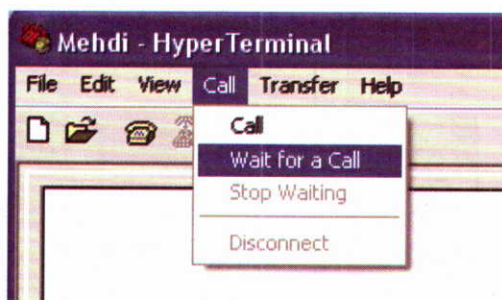 Mehdi - HyperTerminal
File Edit View Call Transfer Help
Call
Wait for a Call
Stop Waiting
Disconnect